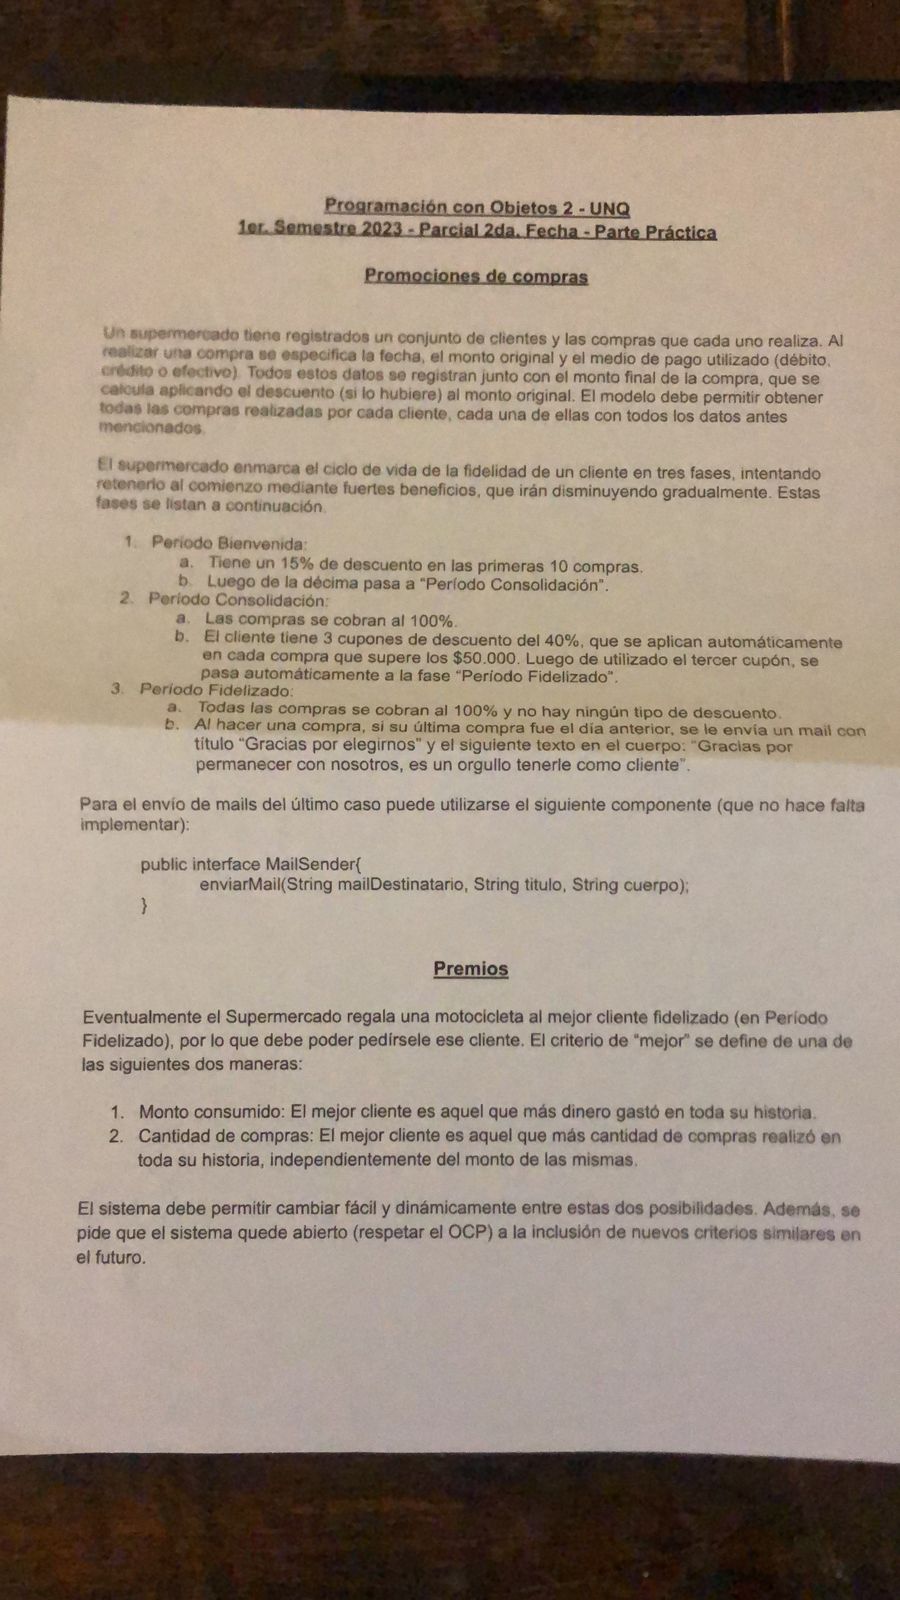 Programación con Objetos 2 - UNQ
1er. Semestre 2023 - Parcial 2da. Fecha - Parte Práctica
Promociones de compras
Un supermercado tiene registrados un conjunto de clientes y las compras que cada uno realiza. Al
realizar una compra se especifica la fecha, el monto original y el medio de pago utilizado (débito,
crédito o efectivo). Todos estos datos se registran junto con el monto final de la compra, que se
calcula aplicando el descuento (si lo hubiere) al monto original. El modelo debe permitir obtener
todas las compras realizadas por cada cliente, cada una de ellas con todos los datos antes
mencionados.
El supermercado enmarca el ciclo de vida de la fidelidad de un cliente en tres fases, intentando
retenerlo al comienzo mediante fuertes beneficios, que irán disminuyendo gradualmente. Estas
fases se listan a continuación.
1. Período Bienvenida:
a. Tiene un 15% de descuento en las primeras 10 compras.
b. Luego de la décima pasa a “Período Consolidación”.
2. Período Consolidación:
a. Las compras se cobran al 100%.
b. El cliente tiene 3 cupones de descuento del 40%, que se aplican automáticamente
en cada compra que supere los $50.000. Luego de utilizado el tercer cupón, se
pasa automáticamente a la fase “Período Fidelizado”.
3. Período Fidelizado:
a. Todas las compras se cobran al 100% y no hay ningún tipo de descuento.
b. Al hacer una compra, si su última compra fue el día anterior, se le envía un mail con
título “Gracias por elegirnos” y el siguiente texto en el cuerpo: “Gracias por
permanecer con nosotros, es un orgullo tenerle como cliente”.
Para el envío de mails del último caso puede utilizarse el siguiente componente (que no hace falta
implementar):
public interface MailSender{
enviarMail(String mailDestinatario, String titulo, String cuerpo);
}
Premios
Eventualmente el Supermercado regala una motocicleta al mejor cliente fidelizado (en Período
Fidelizado), por lo que debe poder pedírsele ese cliente. El criterio de “mejor” se define de una de
las siguientes dos maneras:
1. Monto consumido: El mejor cliente es aquel que más dinero gastó en toda su historia.
2. Cantidad de compras: El mejor cliente es aquel que más cantidad de compras realizó en
toda su historia, independientemente del monto de las mismas.
El sistema debe permitir cambiar fácil y dinámicamente entre estas dos posibilidades. Además, se
pide que el sistema quede abierto (respetar el OCP) a la inclusión de nuevos criterios similares en
el futuro.